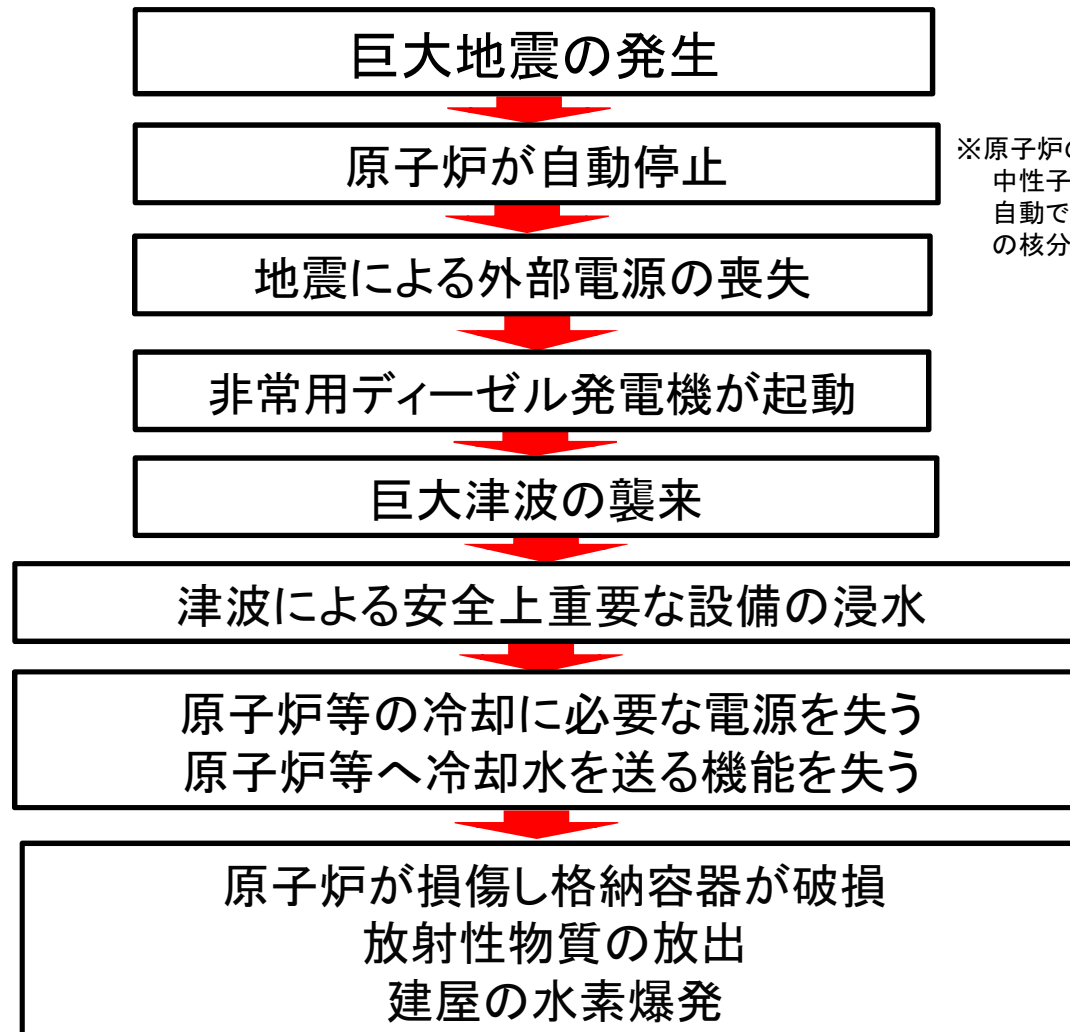 巨大地震の発生
原子炉が自動停止
※原子炉の
中性子
自動で
の核分
地震による外部電源の喪失
非常用ディーゼル発電機が起動
巨大津波の襲来
津波による安全上重要な設備の浸水
原子炉等の冷却に必要な電源を失う
原子炉等へ冷却水を送る機能を失う
原子炉が損傷し格納容器が破損
放射性物質の放出
建屋の水素爆発